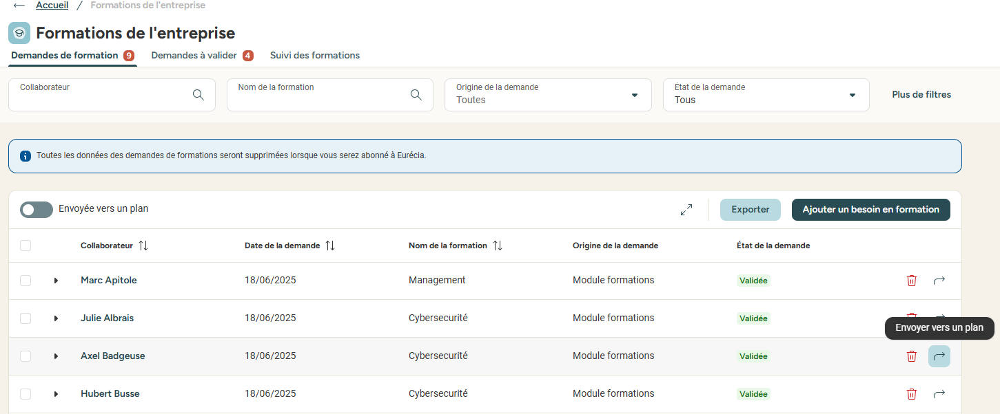 Accueil / Formations de l'entreprise
Formations de l'entreprise
Demandes de formation 9 Demandes à valider 4 Suivi des formations
Collaborateur
Nom de la formation
Origine de la demande
Toutes
État de la demande
Tous
Plus de filtres
Toutes les données des demandes de formations seront supprimées lorsque vous serez abonné à Eurécia.
Envoyée vers un plan
Exporter
Ajouter un besoin en formation
Collaborateur Date de la demande Nom de la formation Origine de la demande État de la demande
Marc Apitole 18/06/2025 Management Module formations Validée
Julie Albrais 18/06/2025 Cybersecurité Module formations Validée
Envoyer vers un plan
Axel Badgeuse 18/06/2025 Cybersecurité Module formations Validée
Hubert Busse 18/06/2025 Cybersecurité Module formations Validée